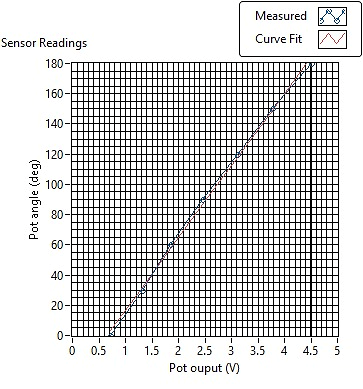 Measured
Curve Fit
Sensor Readings
180
160
140
120
100
80
60
40
20
0
Pot angle (deg)
0 0.5 1 1.5 2 2.5 3 3.5 4 4.5 5
Pot ouput (V)